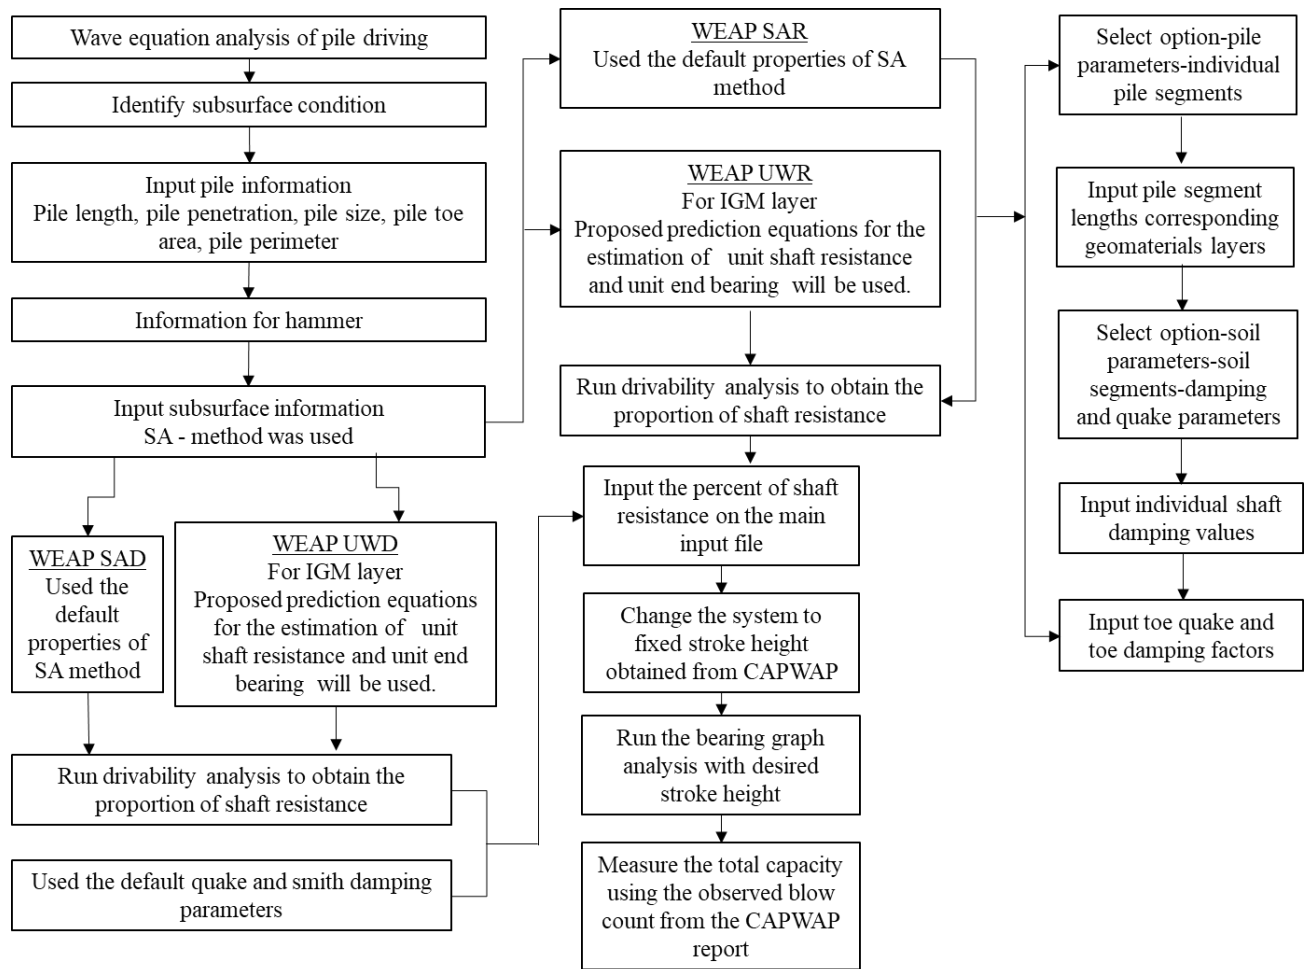 Wave equation analysis of pile driving
Identify subsurface condition
Input pile information
Pile length, pile penetration, pile size, pile toe
area, pile perimeter
Information for hammer
Input subsurface information
SA - method was used
WEAP SAD
Used the
default
properties of
SA method
WEAP UWD
For IGM layer
Proposed prediction equations
for the estimation of unit
shaft resistance and unit end
bearing will be used.
Run drivability analysis to obtain the
proportion of shaft resistance
Used the default quake and smith damping
parameters
WEAP SAR
Used the default properties of SA
method
WEAP UWR
For IGM layer
Proposed prediction equations for the
estimation of unit shaft resistance
and unit end bearing will be used.
Run drivability analysis to obtain the
proportion of shaft resistance
Input the percent of shaft
resistance on the main
input file
Change the system to
fixed stroke height
obtained from CAPWAP
Run the bearing graph
analysis with desired
stroke height
Measure the total capacity
using the observed blow
count from the CAPWAP
report
Select option-pile
parameters-individual
pile segments
Input pile segment
lengths corresponding
geomaterials layers
Select option-soil
parameters-soil
segments-damping
and quake parameters
Input individual shaft
damping values
Input toe quake and
toe damping factors